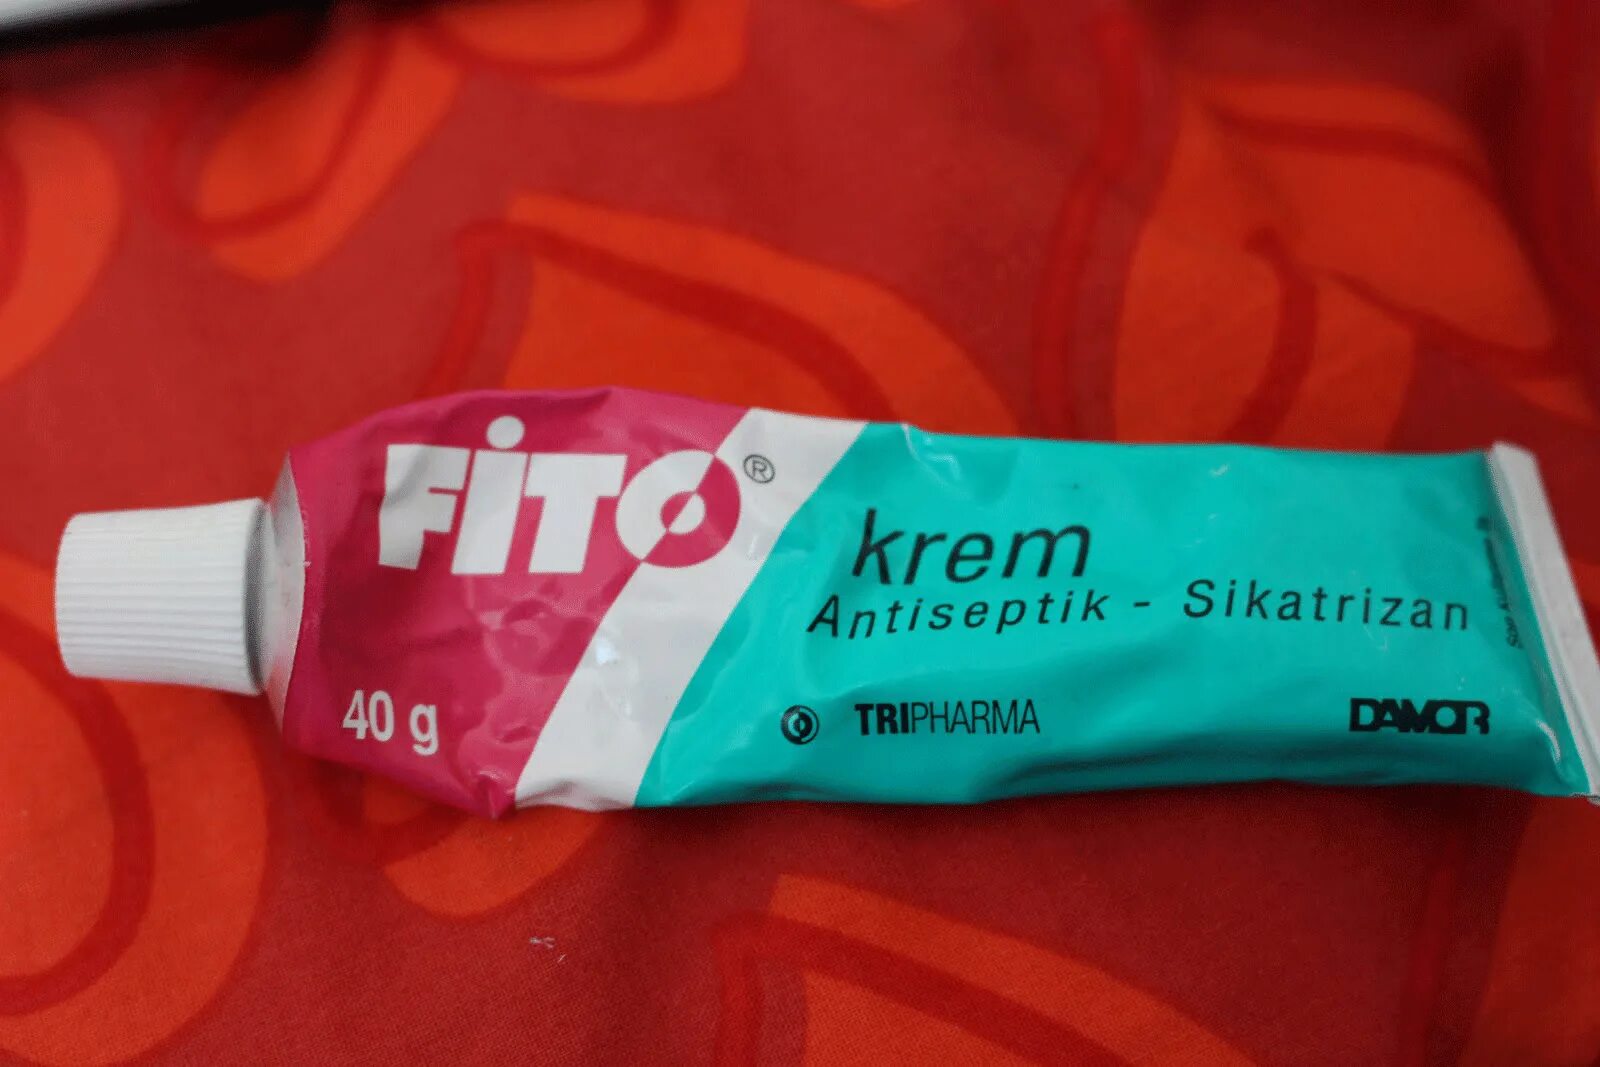 FiTO®
40 g
krem
Antiseptik - Sikatrizan
TRIPHARMA
DAMOR